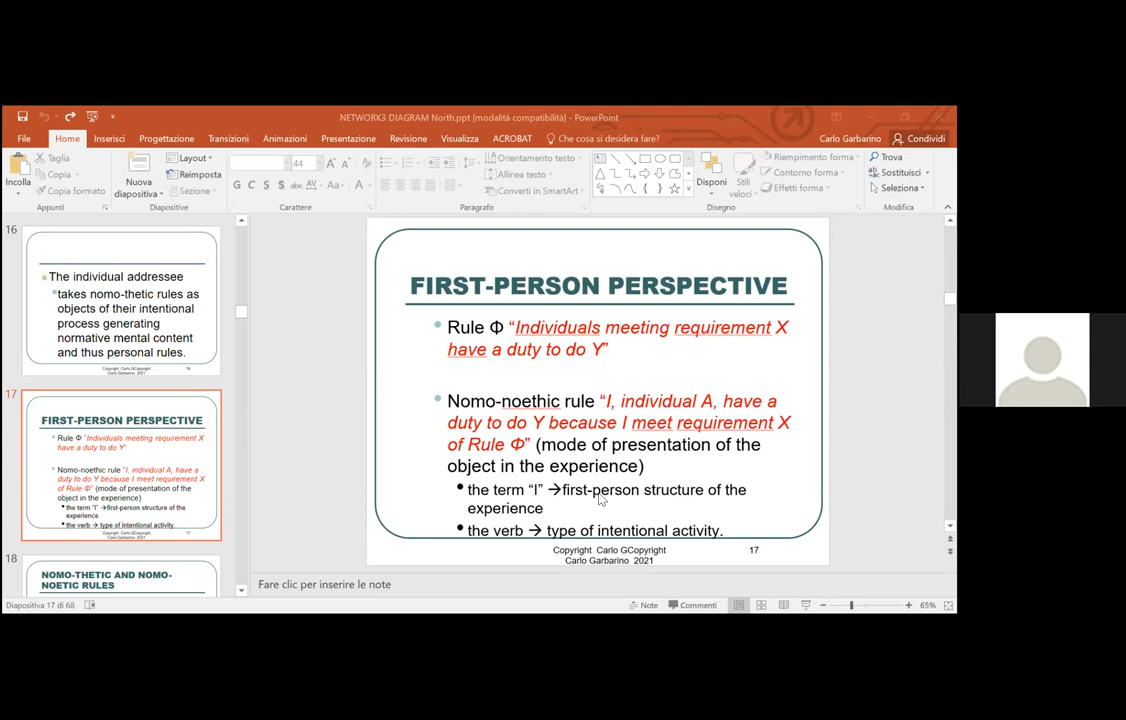 NETWORK3 DIAGRAM North.ppt [modalità compatibilità] - PowerPoint
File Home Inserisci Progettazione Transizioni Animazioni Presentazione Revisione Visualizza ACROBAT Che cosa si desidera fare? Carlo Garbarino Condividi
Incolla
Taglia
Copia
Copia formato
Appunti
Nuova
diapositiva
Layout
Reimposta
Sezione
Diapositive
44
G C S S abc AV Aa A
Carattere
Orientamento testo
Allinea testo
Converti in SmartArt
Paragrafo
Disponi
Stili
veloci
Riempimento forma
Contorno forma
Effetti forma
Disegno
Trova
Sostituisci
Seleziona
Modifica
16
The individual addressee
takes nomo-thetic rules as
objects of their intentional
process generating
normative mental content
and thus personal rules.
Copyright Carlo GCopyright
Carlo Garbarino 2021
16
17
FIRST-PERSON PERSPECTIVE
Rule Φ “Individuals meeting requirement X
have a duty to do Y”
Nomo-noethic rule “I, individual A, have a
duty to do Y because I meet requirement X
of Rule Φ” (mode of presentation of the
object in the experience)
the term “I” →first-person structure of the
experience
the verb → type of intentional activity.
Copyright Carlo GCopyright
Carlo Garbarino 2021
17
18
NOMO-THETIC AND NOMO-
NOETIC RULES
FIRST-PERSON PERSPECTIVE
Rule Φ “Individuals meeting requirement X
have a duty to do Y”
Nomo-noethic rule “I, individual A, have a
duty to do Y because I meet requirement X
of Rule Φ” (mode of presentation of the
object in the experience)
the term “I” →first-person structure of the
experience
the verb → type of intentional activity.
Copyright Carlo GCopyright
Carlo Garbarino 2021
17
Fare clic per inserire le note
Diapositiva 17 di 68
Note Commenti 65%